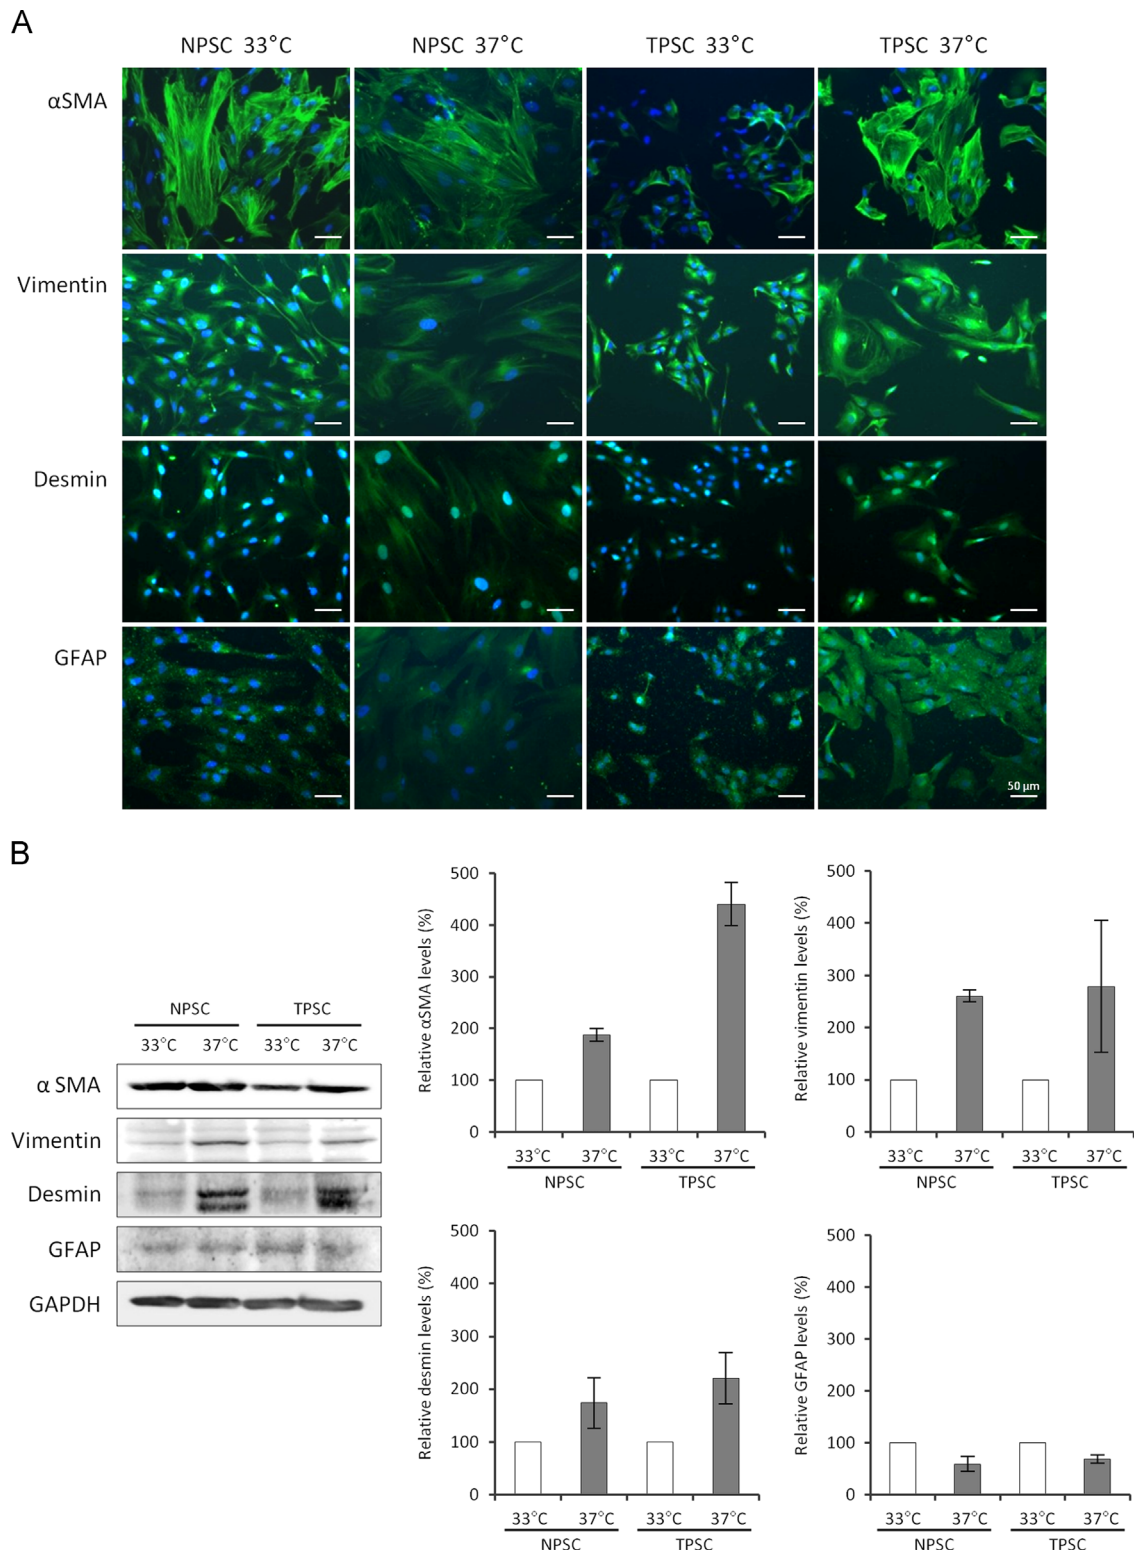 A
NPSC 33°C NPSC 37°C TPSC 33°C TPSC 37°C
αSMA
Vimentin
Desmin
GFAP
50 µm
B
NPSC TPSC
33°C 37°C 33°C 37°C
α SMA
Vimentin
Desmin
GFAP
GAPDH
Relative αSMA levels (%)
500
400
300
200
100
0
33°C 37°C 33°C 37°C
NPSC TPSC
Relative vimentin levels (%)
500
400
300
200
100
0
33°C 37°C 33°C 37°C
NPSC TPSC
Relative desmin levels (%)
500
400
300
200
100
0
33°C 37°C 33°C 37°C
NPSC TPSC
Relative GFAP levels (%)
500
400
300
200
100
0
33°C 37°C 33°C 37°C
NPSC TPSC